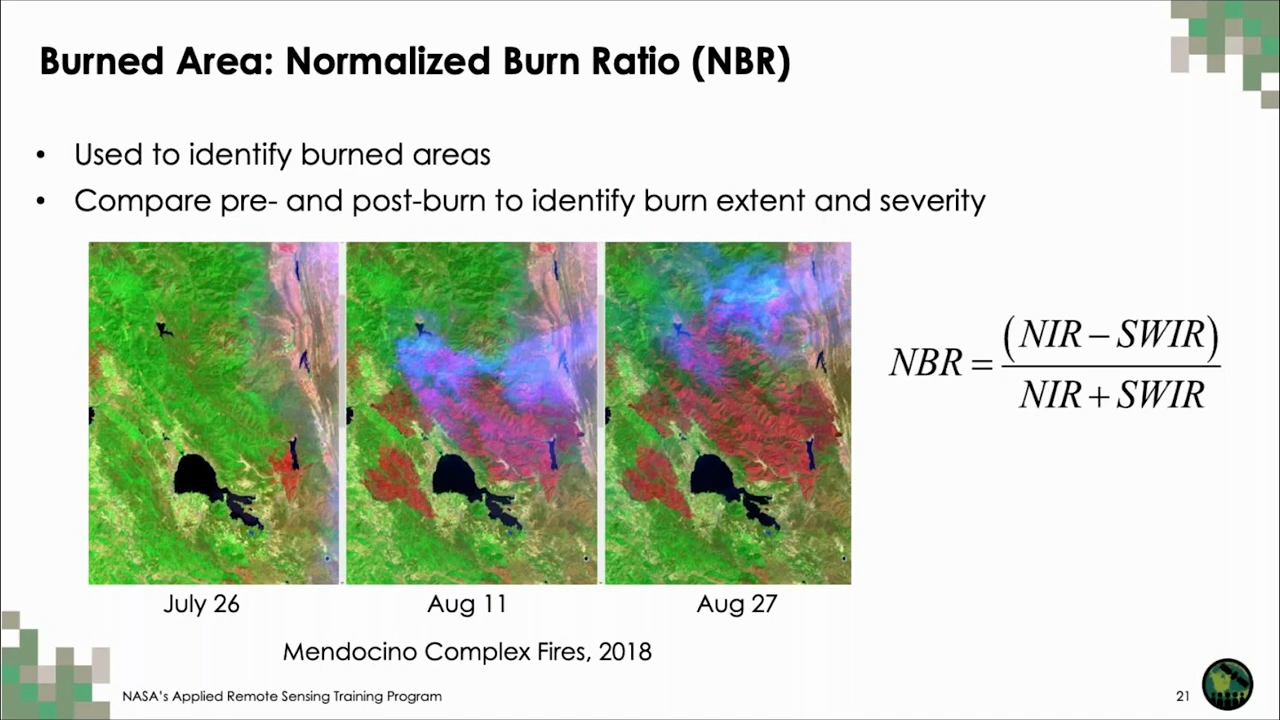 Burned Area: Normalized Burn Ratio (NBR)
• Used to identify burned areas
• Compare pre- and post-burn to identify burn extent and severity
NBR = (NIR − SWIR) / NIR + SWIR
July 26
Aug 11
Aug 27
Mendocino Complex Fires, 2018
NASA's Applied Remote Sensing Training Program
21